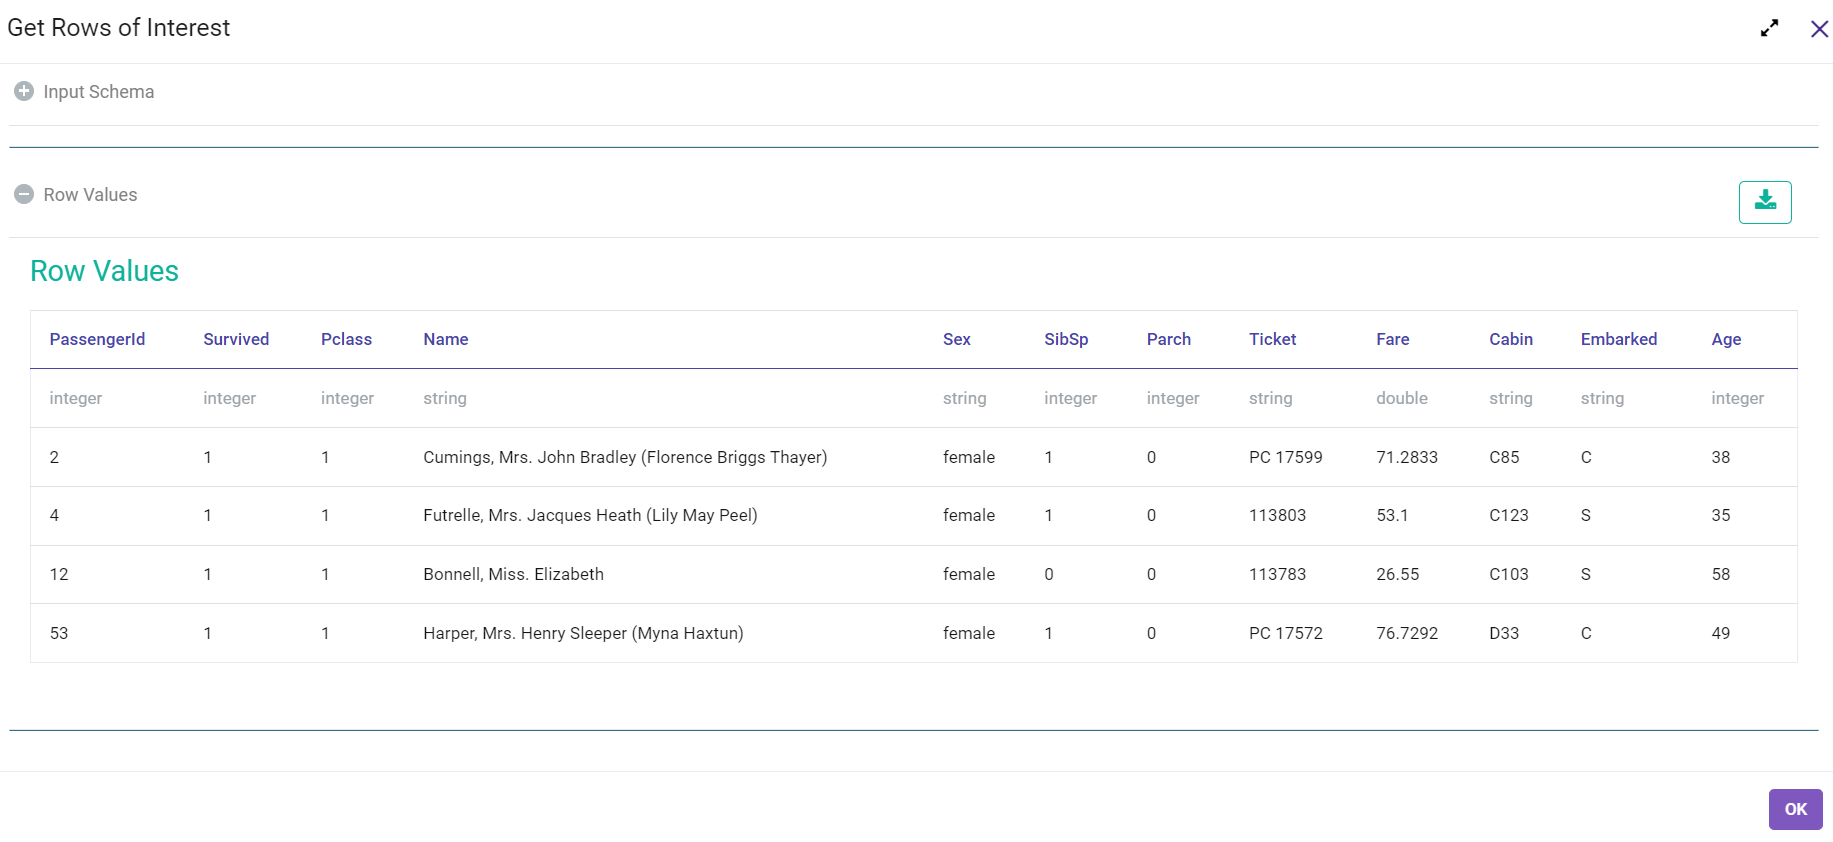 Get Rows of Interest
Input Schema
Row Values
Row Values
PassengerId Survived Pclass Name Sex SibSp Parch Ticket Fare Cabin Embarked Age
integer integer integer string string integer integer string double string string integer
2 1 1 Cumings, Mrs. John Bradley (Florence Briggs Thayer) female 1 0 PC 17599 71.2833 C85 C 38
4 1 1 Futrelle, Mrs. Jacques Heath (Lily May Peel) female 1 0 113803 53.1 C123 S 35
12 1 1 Bonnell, Miss. Elizabeth female 0 0 113783 26.55 C103 S 58
53 1 1 Harper, Mrs. Henry Sleeper (Myna Haxtun) female 1 0 PC 17572 76.7292 D33 C 49
OK